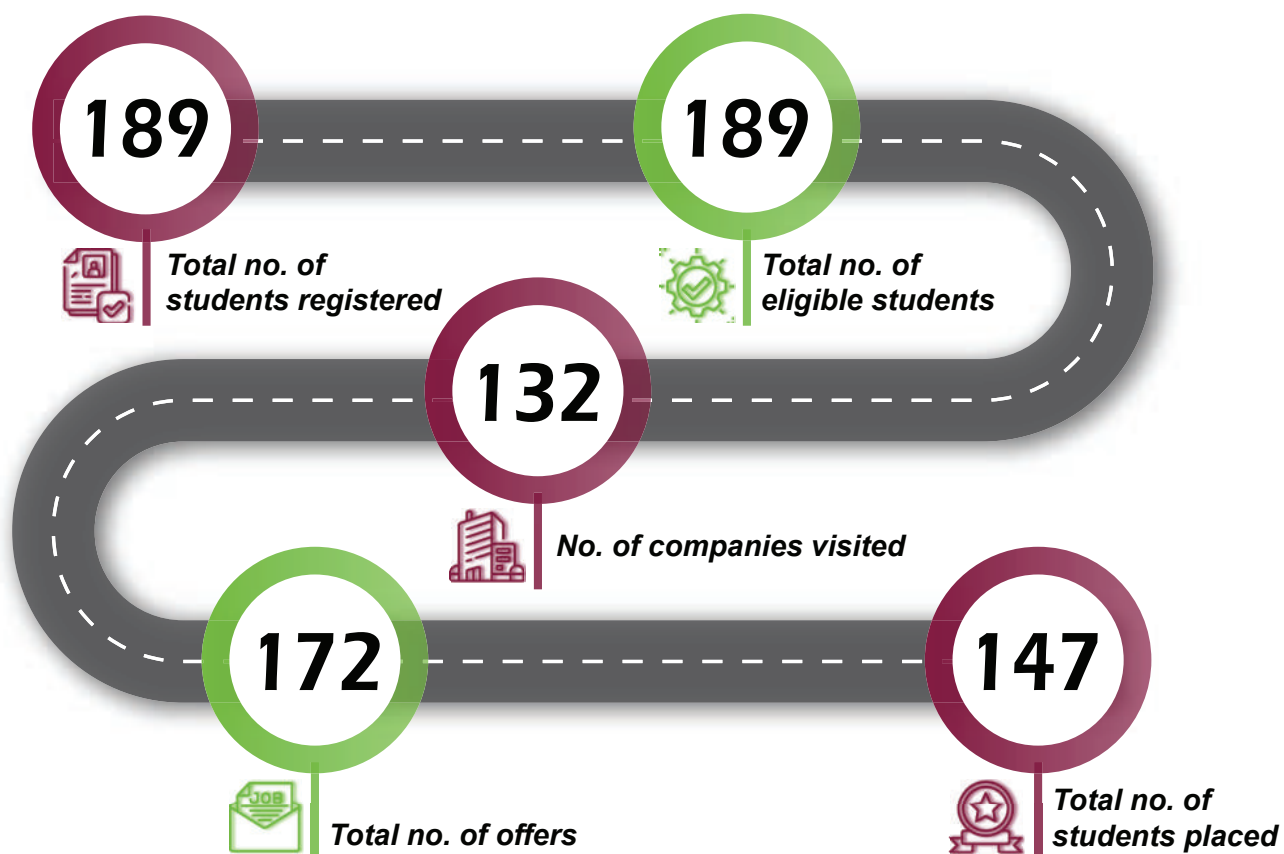 189
189
Total no. of
students registered
Total no. of
eligible students
132
No. of companies visited
172
147
JOB
Total no. of offers
Total no. of
students placed